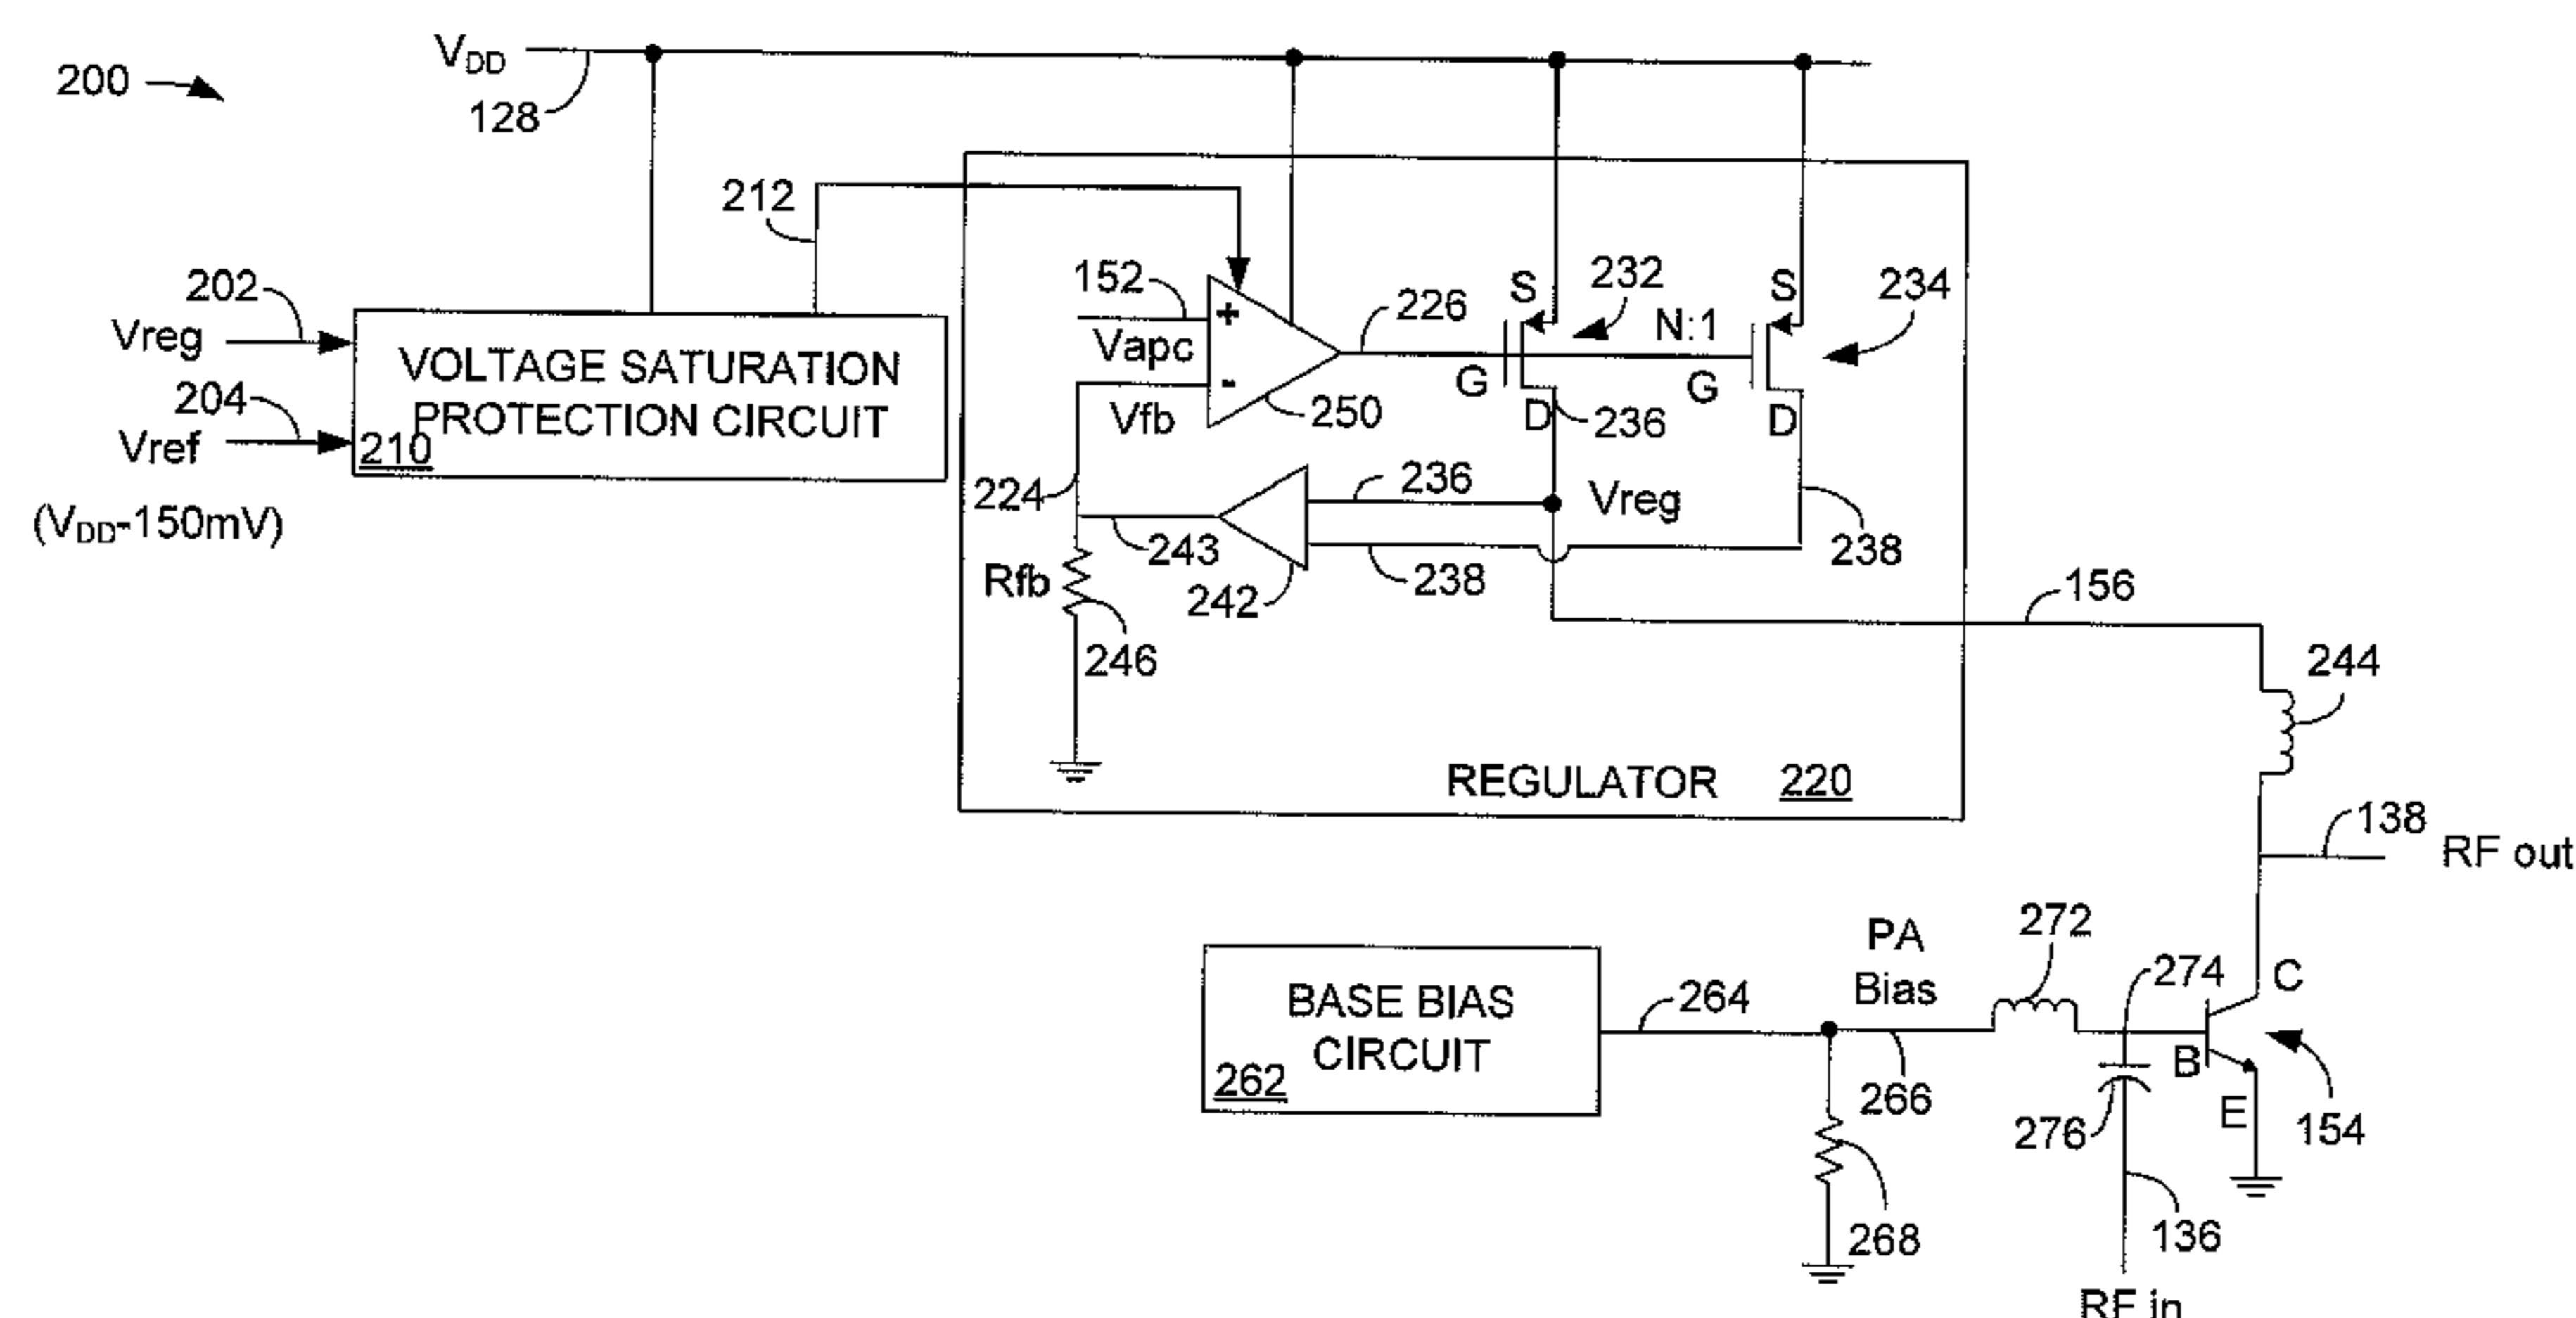 200
VDD
128
212
202
Vreg
204
Vref
(VDD-150mV)
VOLTAGE SATURATION
PROTECTION CIRCUIT
210
152
+
Vapc
-
Vfb
250
226
S
232
N:1
S
234
G
D
236
G
D
224
243
242
236
Vreg
238
238
Rfb
246
156
244
REGULATOR 220
138
RF out
BASE BIAS
CIRCUIT
262
264
PA
Bias
266
272
274
C
B
E
154
276
268
136
RF in